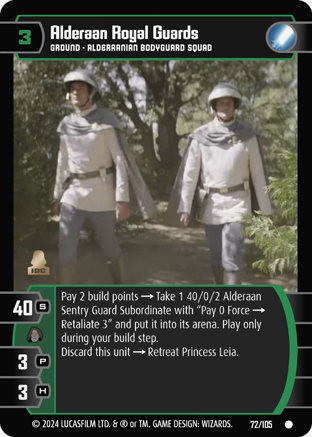 3
Alderaan Royal Guards
GROUND - ALDERAANIAN BODYGUARD SQUAD
IDC
40 S
3 P
3 H
Pay 2 build points → Take 1 40/0/2 Alderaan
Sentry Guard Subordinate with “Pay 0 Force →
Retaliate 3” and put it into its arena. Play only
during your build step.
Discard this unit → Retreat Princess Leia.
© 2024 LUCASFILM LTD. & ® or TM. GAME DESIGN: WIZARDS.
72/105